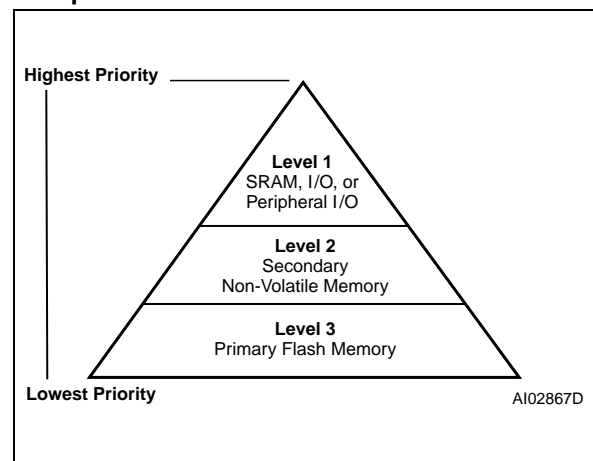 Highest Priority
Level 1
SRAM, I/O, or
Peripheral I/O
Level 2
Secondary
Non-Volatile Memory
Level 3
Primary Flash Memory
Lowest Priority
AI02867D